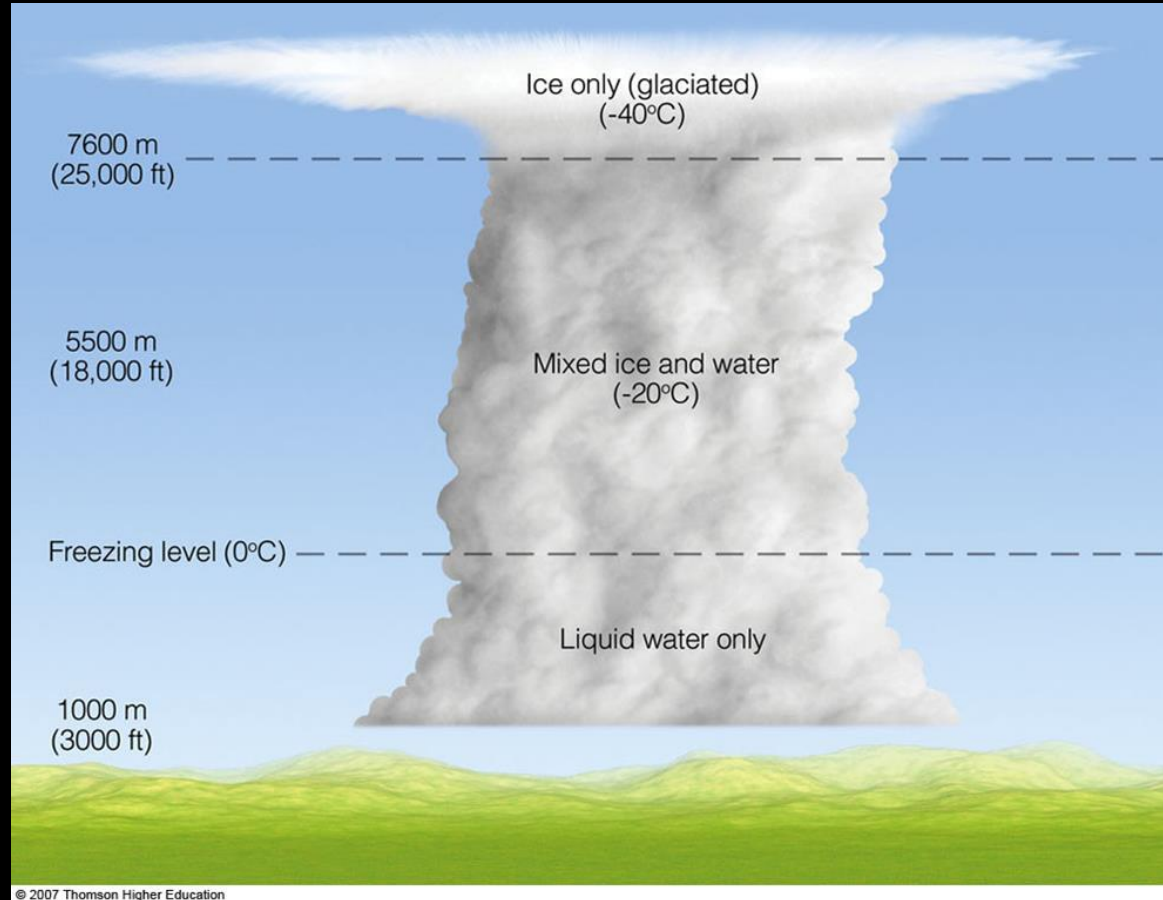 Ice only (glaciated)
(-40°C)
7600 m
(25,000 ft)
5500 m
(18,000 ft)
Mixed ice and water
(-20°C)
Freezing level (0°C)
Liquid water only
1000 m
(3000 ft)
© 2007 Thomson Higher Education